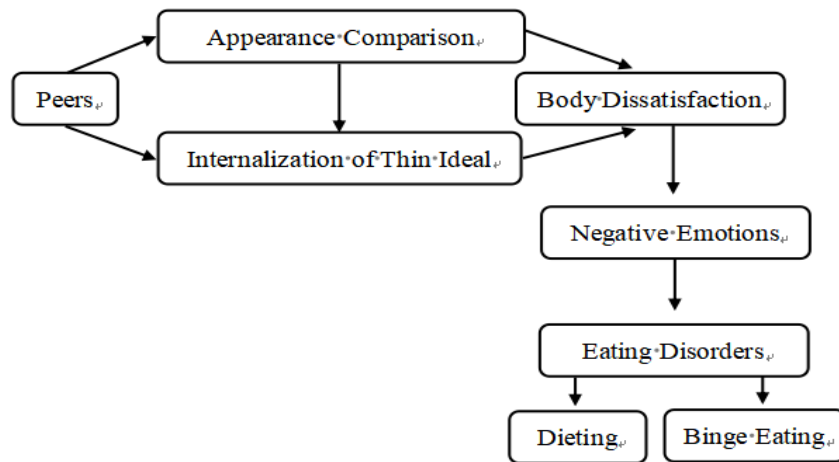 Appearance Comparison
Peers
Body Dissatisfaction
Internalization of Thin Ideal
Negative Emotions
Eating Disorders
Dieting
Binge Eating